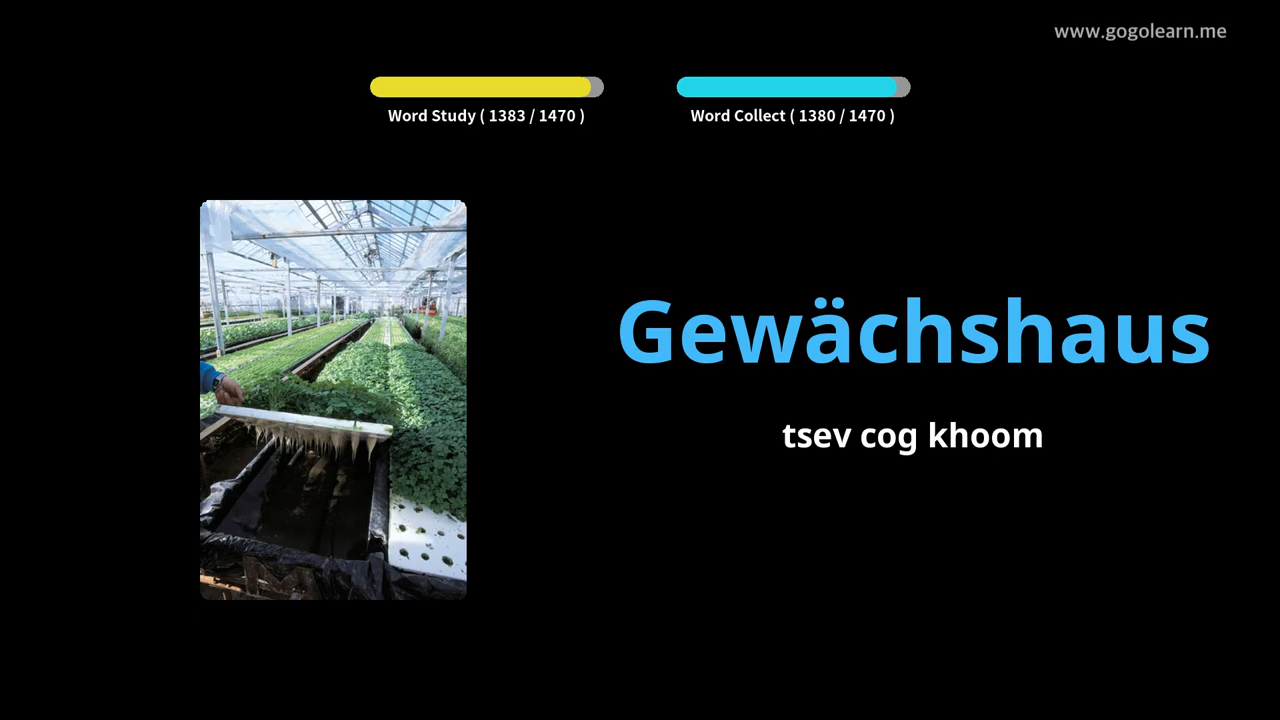 www.gogolearn.me
Word Study ( 1383 / 1470 )
Word Collect ( 1380 / 1470 )
Gewächshaus
tsev cog khoom